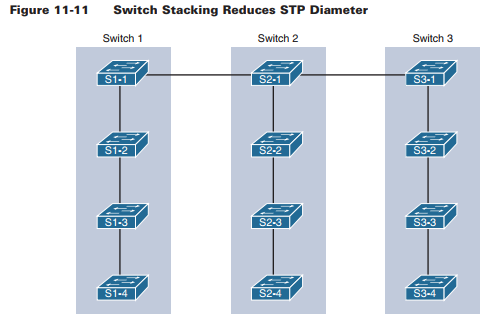 Figure 11-11 Switch Stacking Reduces STP Diameter
Switch 1 Switch 2 Switch 3
S1-1 S2-1 S3-1
S1-2 S2-2 S3-2
S1-3 S2-3 S3-3
S1-4 S2-4 S3-4